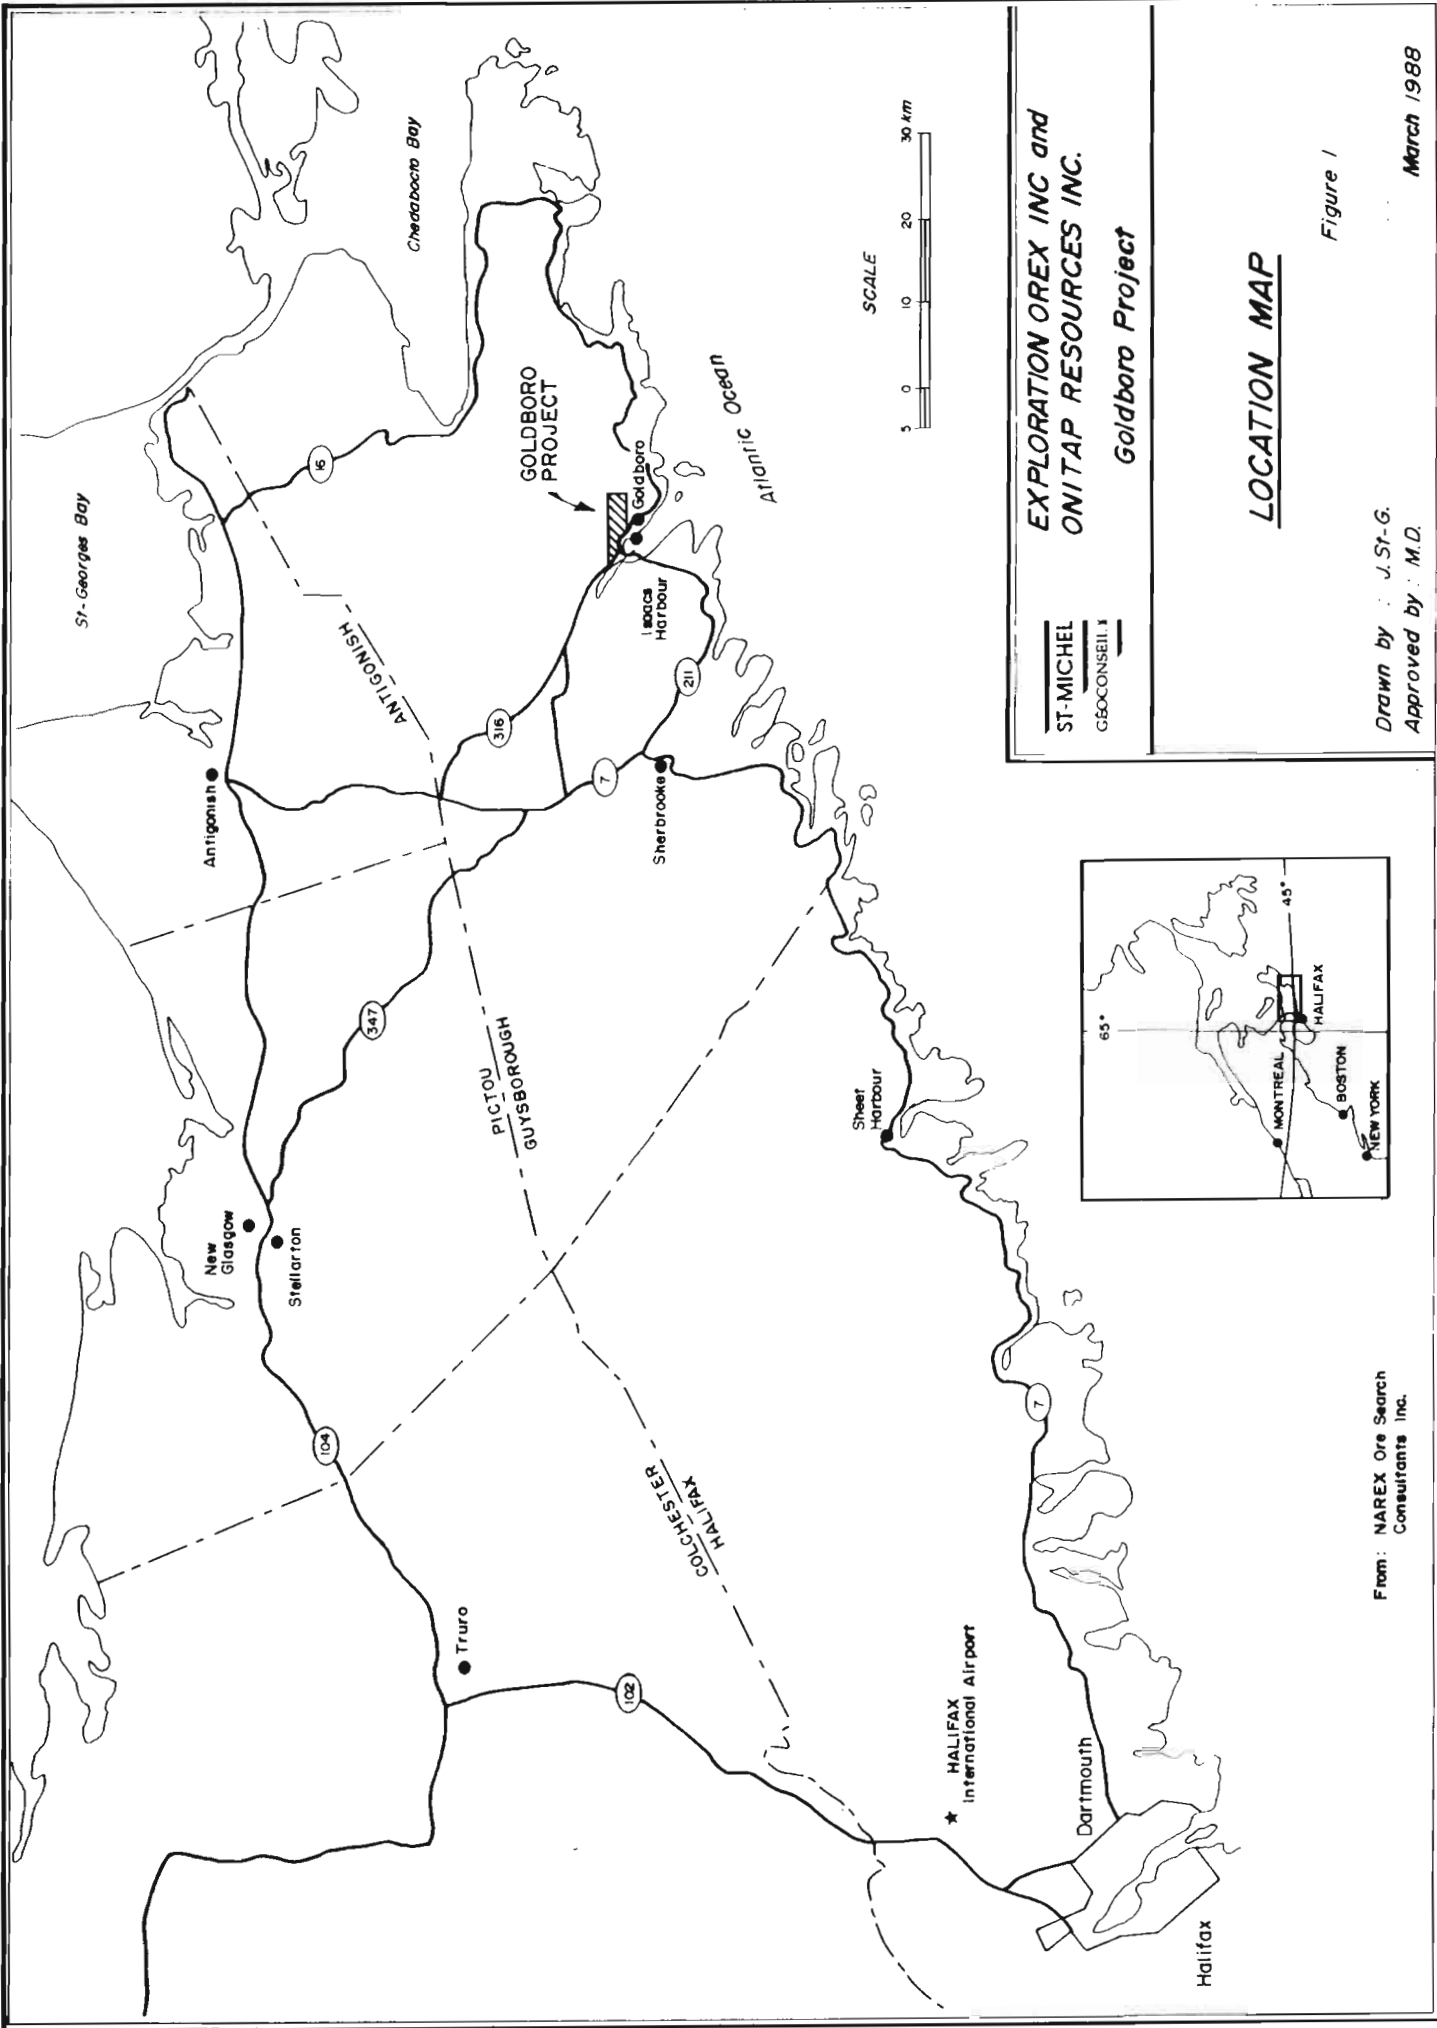 St-Georges Bay
Chedabucto Bay
Antigonish
16
ANTIGONISH
GOLDBORO
PROJECT
Goldboro
Isaacs
Harbour
Atlantic Ocean
316
211
7
Sherbrooke
347
PICTOU
GUYSBOROUGH
New
Glasgow
Stellarton
Sheet
Harbour
104
COLCHESTER
HALIFAX
7
Truro
102
HALIFAX
International Airport
Dartmouth
Halifax
SCALE
5 0 10 20 30 km
65°
45°
MONTREAL
HALIFAX
BOSTON
NEW YORK
From: NAREX Ore Search
Consultants Inc.
ST-MICHEL
GÉOCONSEIL
EXPLORATION OREX INC and
ONITAP RESOURCES INC.
Goldboro Project
LOCATION MAP
Figure 1
Drawn by : J.St-G.
Approved by : M.D.
March 1988